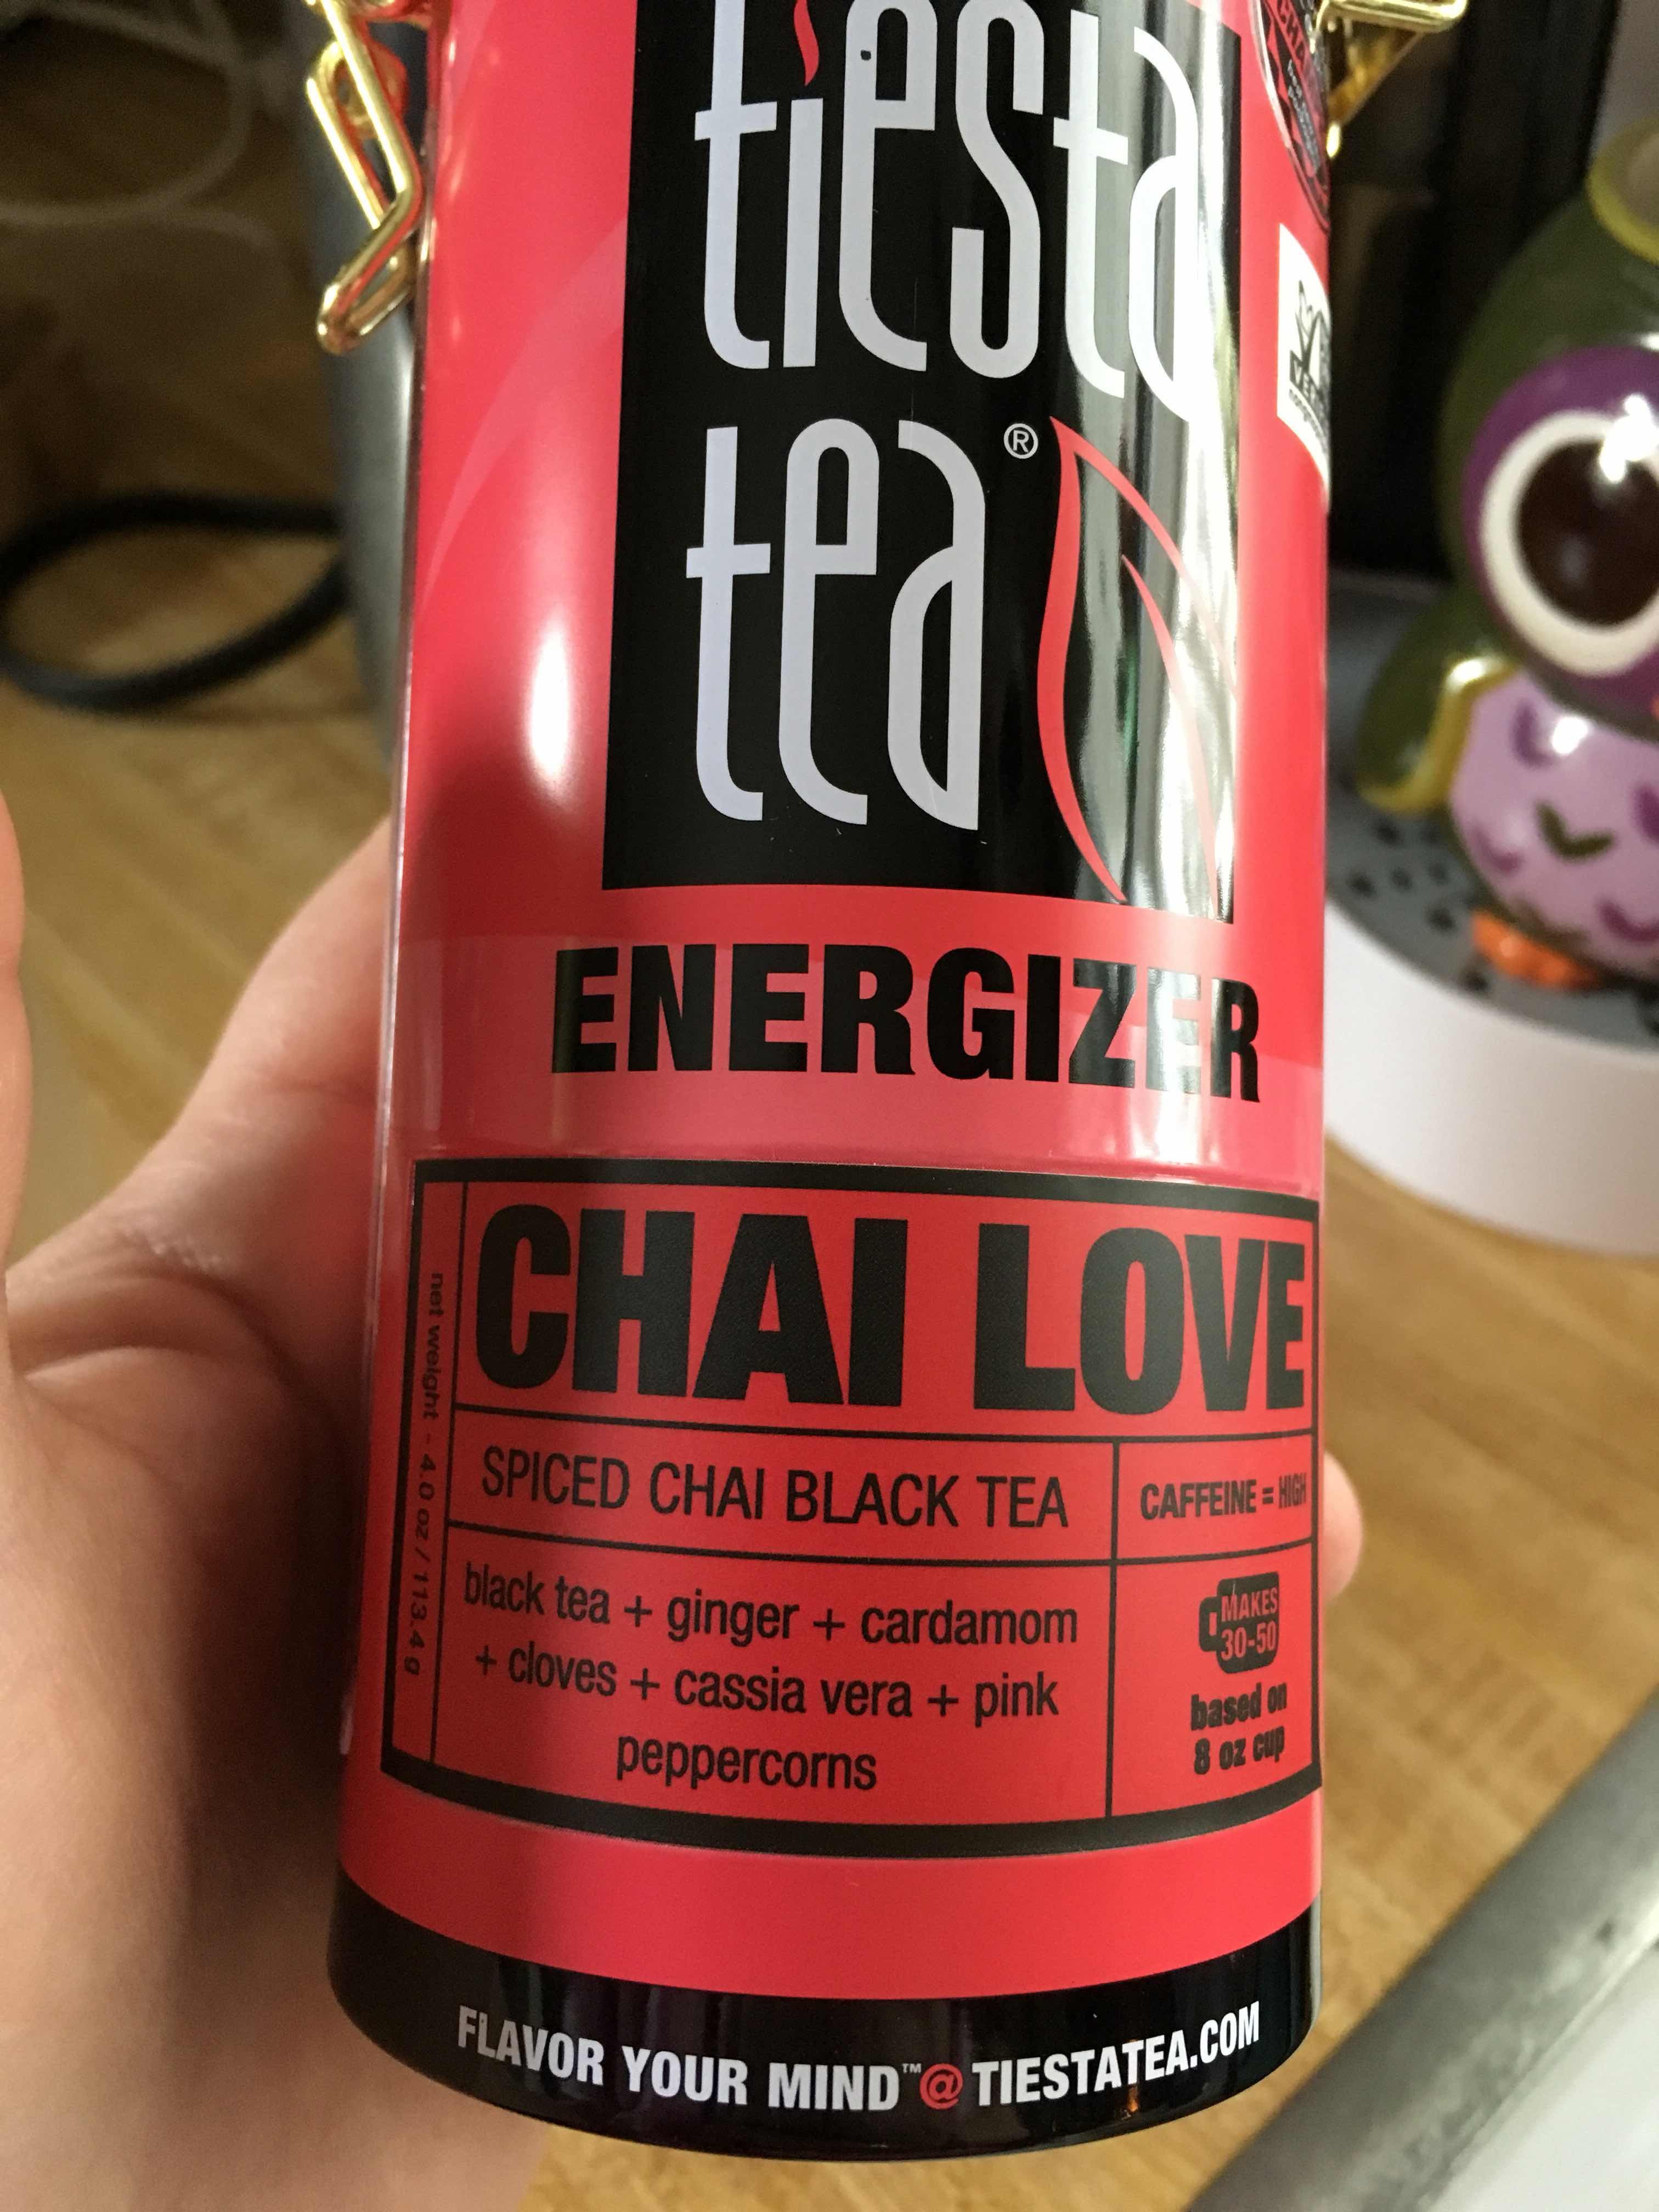 tiesta
tea®
ENERGIZER
CHAI LOVE
net weight - 4.0 oz / 113.4 g
SPICED CHAI BLACK TEA
CAFFEINE = HIGH
black tea + ginger + cardamom
+ cloves + cassia vera + pink
peppercorns
MAKES
30-50
based on
8 oz cup
FLAVOR YOUR MIND™@TIESTATEA.COM